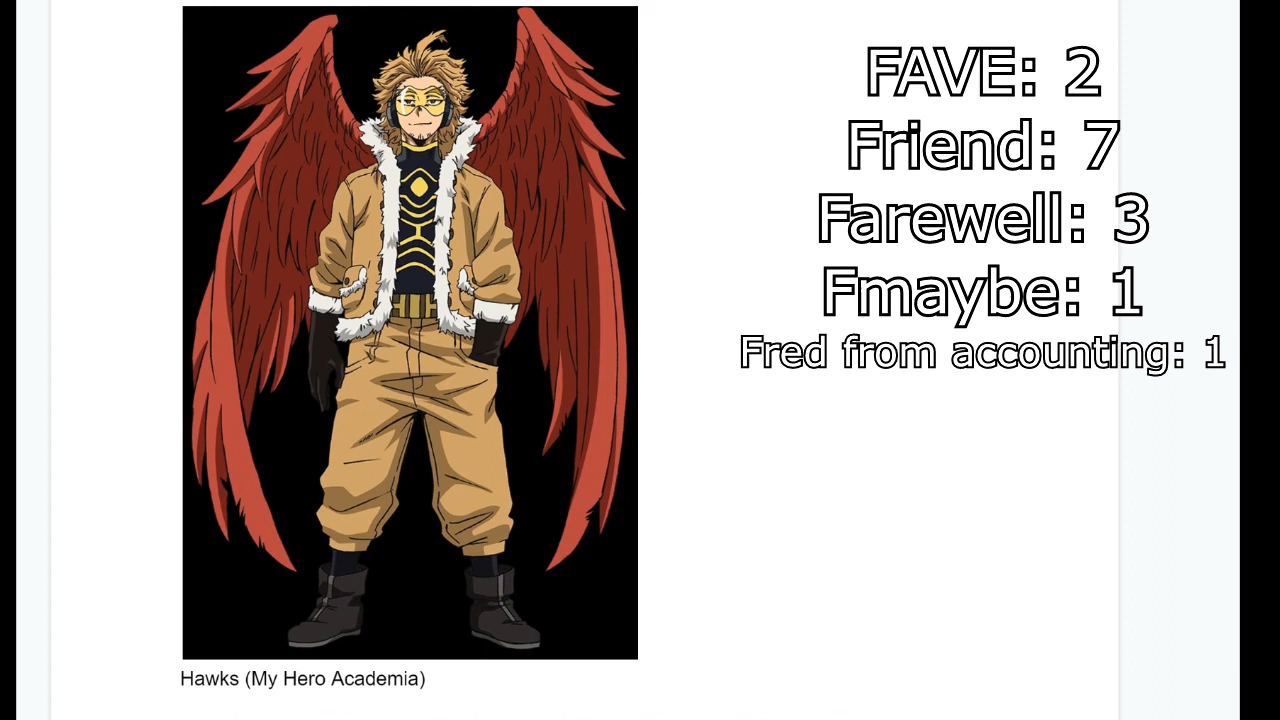 FAVE: 2
Friend: 7
Farewell: 3
Fmaybe: 1
Fred from accounting: 1
Hawks (My Hero Academia)